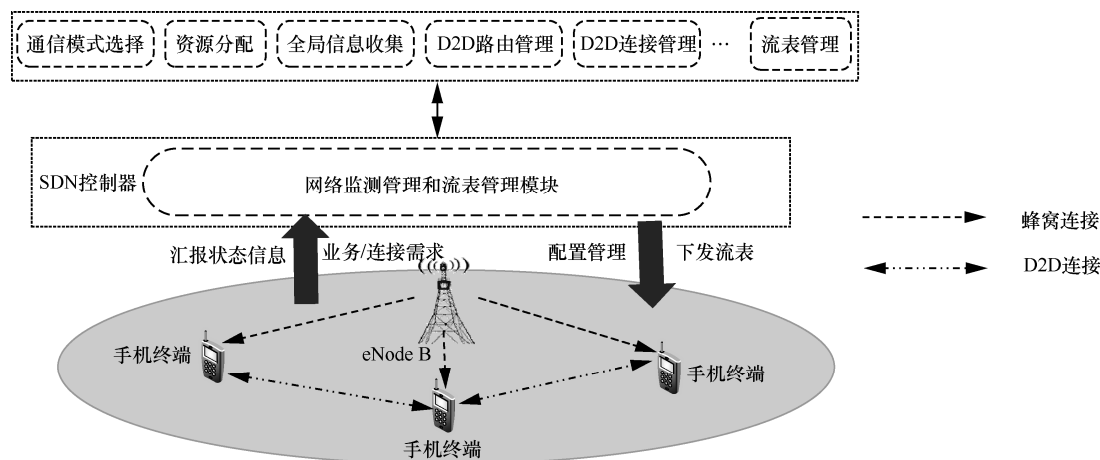 通信模式选择 资源分配 全局信息收集 D2D路由管理 D2D连接管理 … 流表管理
SDN控制器 网络监测管理和流表管理模块
汇报状态信息 业务/连接需求 配置管理 下发流表
蜂窝连接
D2D连接
eNode B
手机终端
手机终端
手机终端